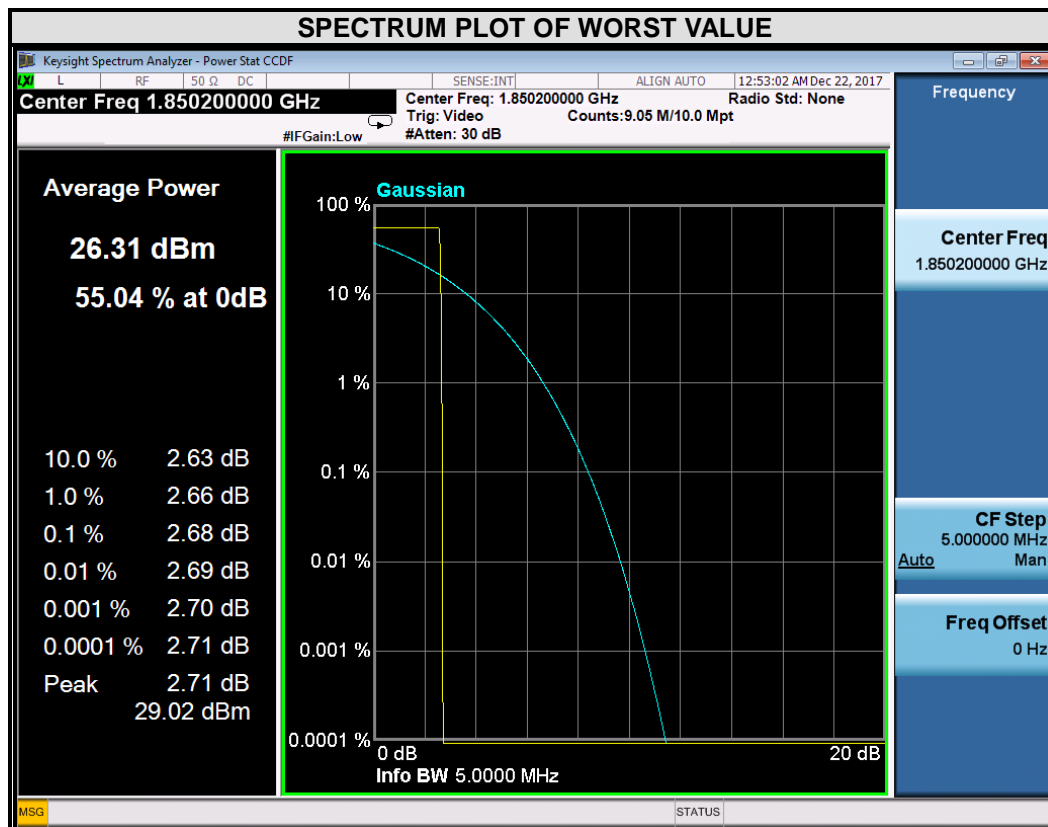 SPECTRUM PLOT OF WORST VALUE
Keysight Spectrum Analyzer - Power Stat CCDF
LXI L RF 50 Ω DC SENSE:INT ALIGN AUTO 12:53:02 AM Dec 22, 2017
Center Freq 1.850200000 GHz
Center Freq: 1.850200000 GHz Radio Std: None
Trig: Video Counts:9.05 M/10.0 Mpt
#IFGain:Low #Atten: 30 dB
Frequency
Average Power
26.31 dBm
55.04 % at 0dB
10.0 % 2.63 dB
1.0 % 2.66 dB
0.1 % 2.68 dB
0.01 % 2.69 dB
0.001 % 2.70 dB
0.0001 % 2.71 dB
Peak 2.71 dB
29.02 dBm
Gaussian
100 %
10 %
1 %
0.1 %
0.01 %
0.001 %
0.0001 %
0 dB 20 dB
Info BW 5.0000 MHz
Center Freq
1.850200000 GHz
CF Step
5.000000 MHz
Auto Man
Freq Offset
0 Hz
MSG STATUS